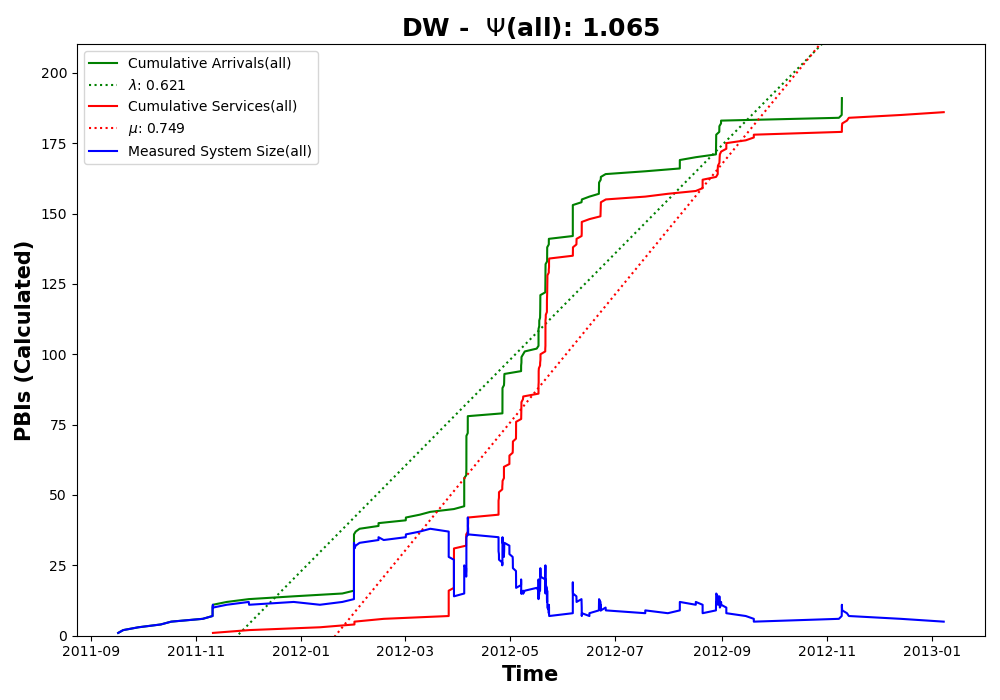 DW - Ψ(all): 1.065
Cumulative Arrivals(all)
λ: 0.621
Cumulative Services(all)
μ: 0.749
Measured System Size(all)
PBIs (Calculated)
200
175
150
125
100
75
50
25
0
2011-09 2011-11 2012-01 2012-03 2012-05 2012-07 2012-09 2012-11 2013-01
Time